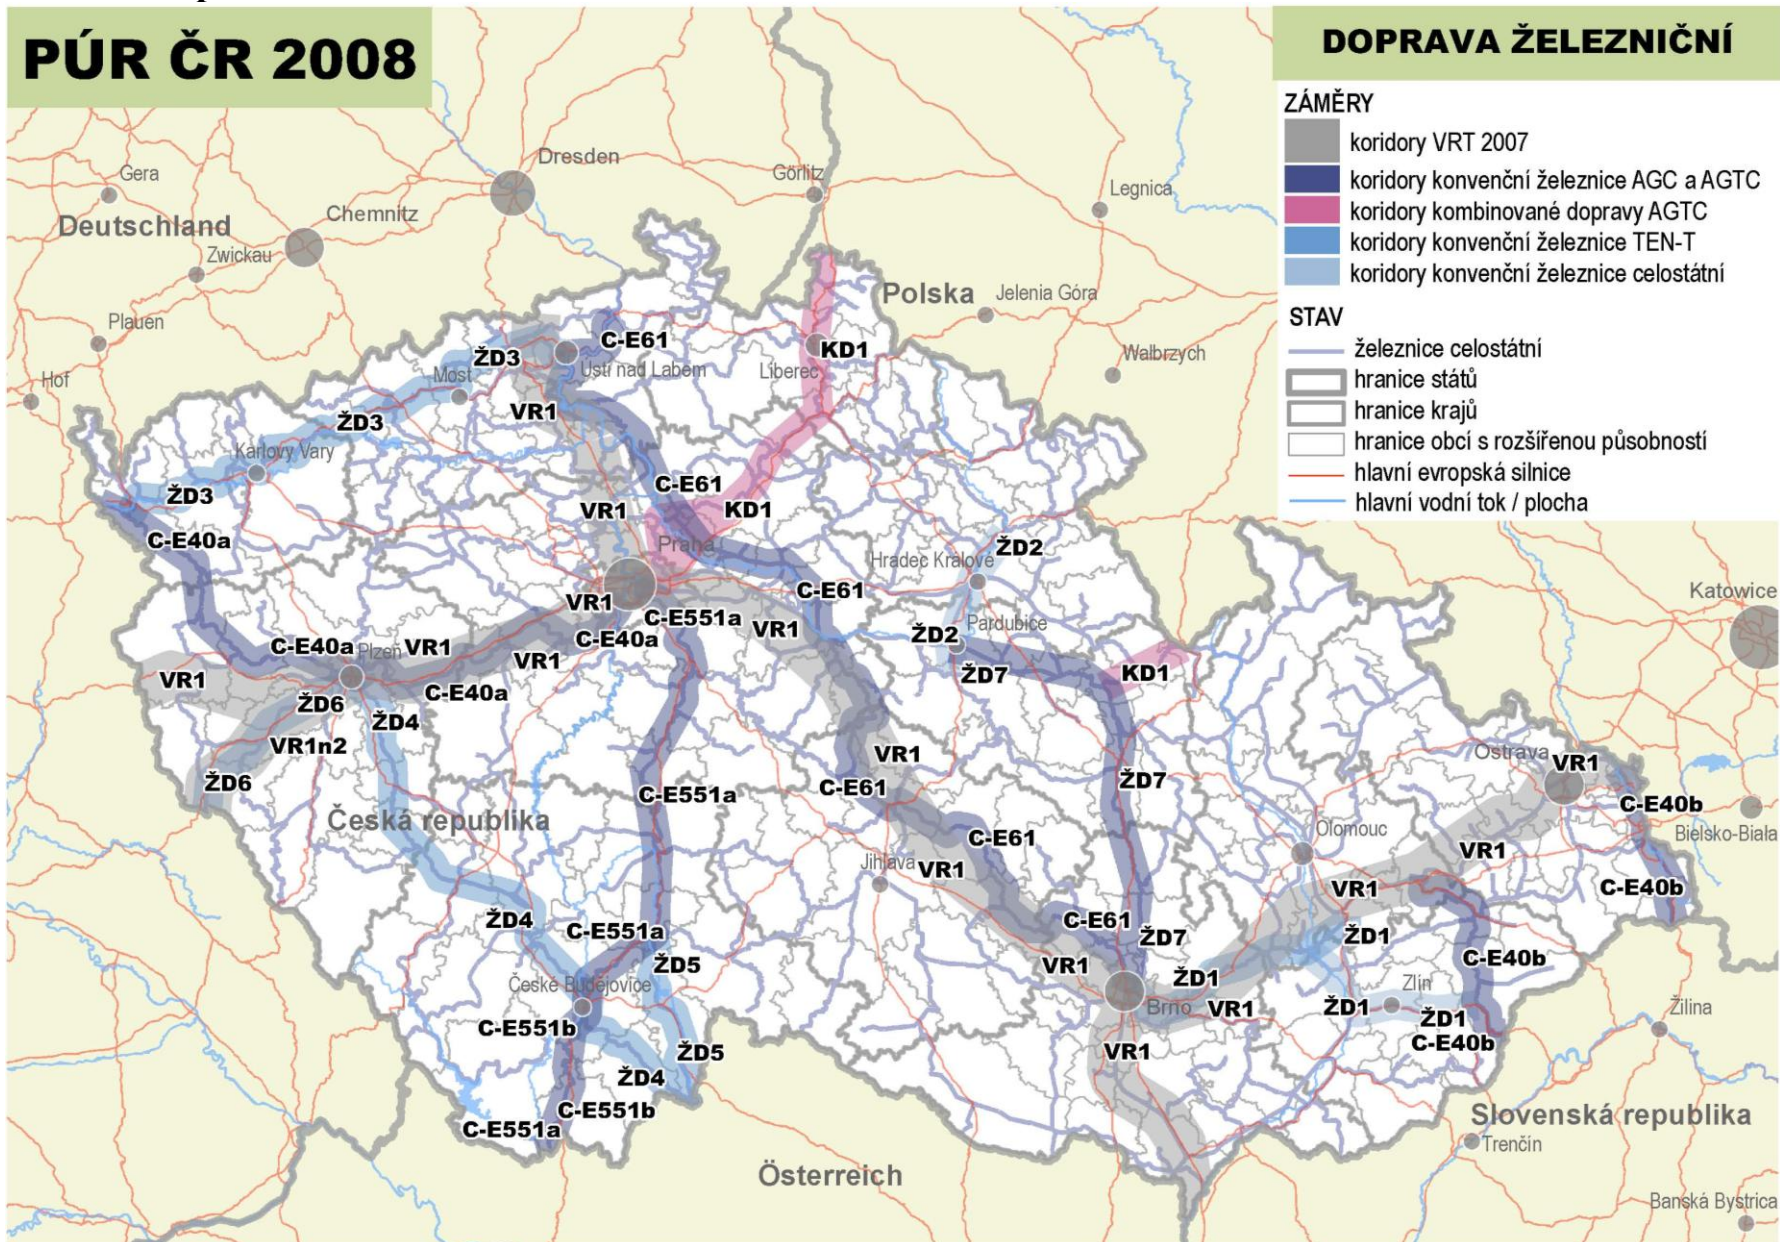 PÚR ČR 2008
DOPRAVA ŽELEZNIČNÍ
ZÁMĚRY
koridory VRT 2007
koridory konvenční železnice AGC a AGTC
koridory kombinované dopravy AGTC
koridory konvenční železnice TEN-T
koridory konvenční železnice celostátní
STAV
železnice celostátní
hranice států
hranice krajů
hranice obcí s rozšířenou působností
hlavní evropská silnice
hlavní vodní tok / plocha
Dresden
Görlitz
Gera
Legnica
Deutschland
Chemnitz
Zwickau
Polska
Jelenia Góra
Plauen
C-E61
KD1
Wałbrzych
ŽD3
Ústí nad Labem
Liberec
Most
Hof
VR1
ŽD3
Karlovy Vary
C-E61
ŽD3
VR1
KD1
C-E40a
Praha
ŽD2
Hradec Králové
VR1
C-E61
Katowice
C-E551a
C-E40a
VR1
ŽD2
Pardubice
C-E40a
VR1
Plzeň
VR1
VR1
C-E40a
ŽD7
KD1
ŽD6
ŽD4
VR1n2
VR1
Ostrava
VR1
ŽD6
C-E61
C-E551a
ŽD7
C-E40b
Česká republika
Olomouc
Bielsko-Biała
C-E61
VR1
Jihlava
VR1
VR1
C-E40b
ŽD4
C-E551a
C-E61
ŽD7
ŽD1
C-E40b
ŽD5
VR1
České Budějovice
ŽD1
Zlín
Brno
VR1
ŽD1
ŽD1
C-E40b
Žilina
C-E551b
ŽD5
VR1
ŽD4
C-E551b
C-E551a
Slovenská republika
Trenčín
Österreich
Banská Bystrica